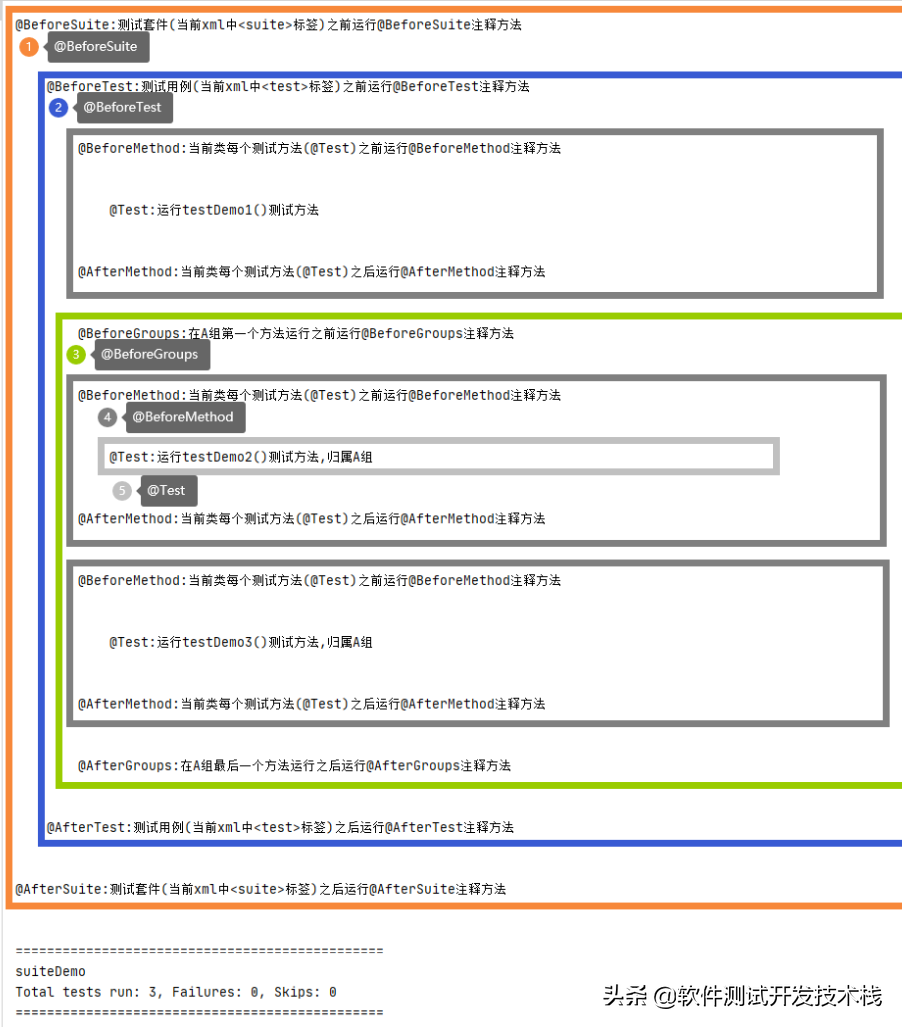 @BeforeSuite:测试套件(当前xml中<suite>标签)之前运行@BeforeSuite注释方法
1 @BeforeSuite
@BeforeTest:测试用例(当前xml中<test>标签)之前运行@BeforeTest注释方法
2 @BeforeTest
@BeforeMethod:当前类每个测试方法(@Test)之前运行@BeforeMethod注释方法
@Test:运行testDemo1()测试方法
@AfterMethod:当前类每个测试方法(@Test)之后运行@AfterMethod注释方法
@BeforeGroups:在A组第一个方法运行之前运行@BeforeGroups注释方法
3 @BeforeGroups
@BeforeMethod:当前类每个测试方法(@Test)之前运行@BeforeMethod注释方法
4 @BeforeMethod
@Test:运行testDemo2()测试方法,归属A组
5 @Test
@AfterMethod:当前类每个测试方法(@Test)之后运行@AfterMethod注释方法
@BeforeMethod:当前类每个测试方法(@Test)之前运行@BeforeMethod注释方法
@Test:运行testDemo3()测试方法,归属A组
@AfterMethod:当前类每个测试方法(@Test)之后运行@AfterMethod注释方法
@AfterGroups:在A组最后一个方法运行之后运行@AfterGroups注释方法
@AfterTest:测试用例(当前xml中<test>标签)之后运行@AfterTest注释方法
@AfterSuite:测试套件(当前xml中<suite>标签)之后运行@AfterSuite注释方法
===============================================
suiteDemo
Total tests run: 3, Failures: 0, Skips: 0
===============================================
头条 @软件测试开发技术栈